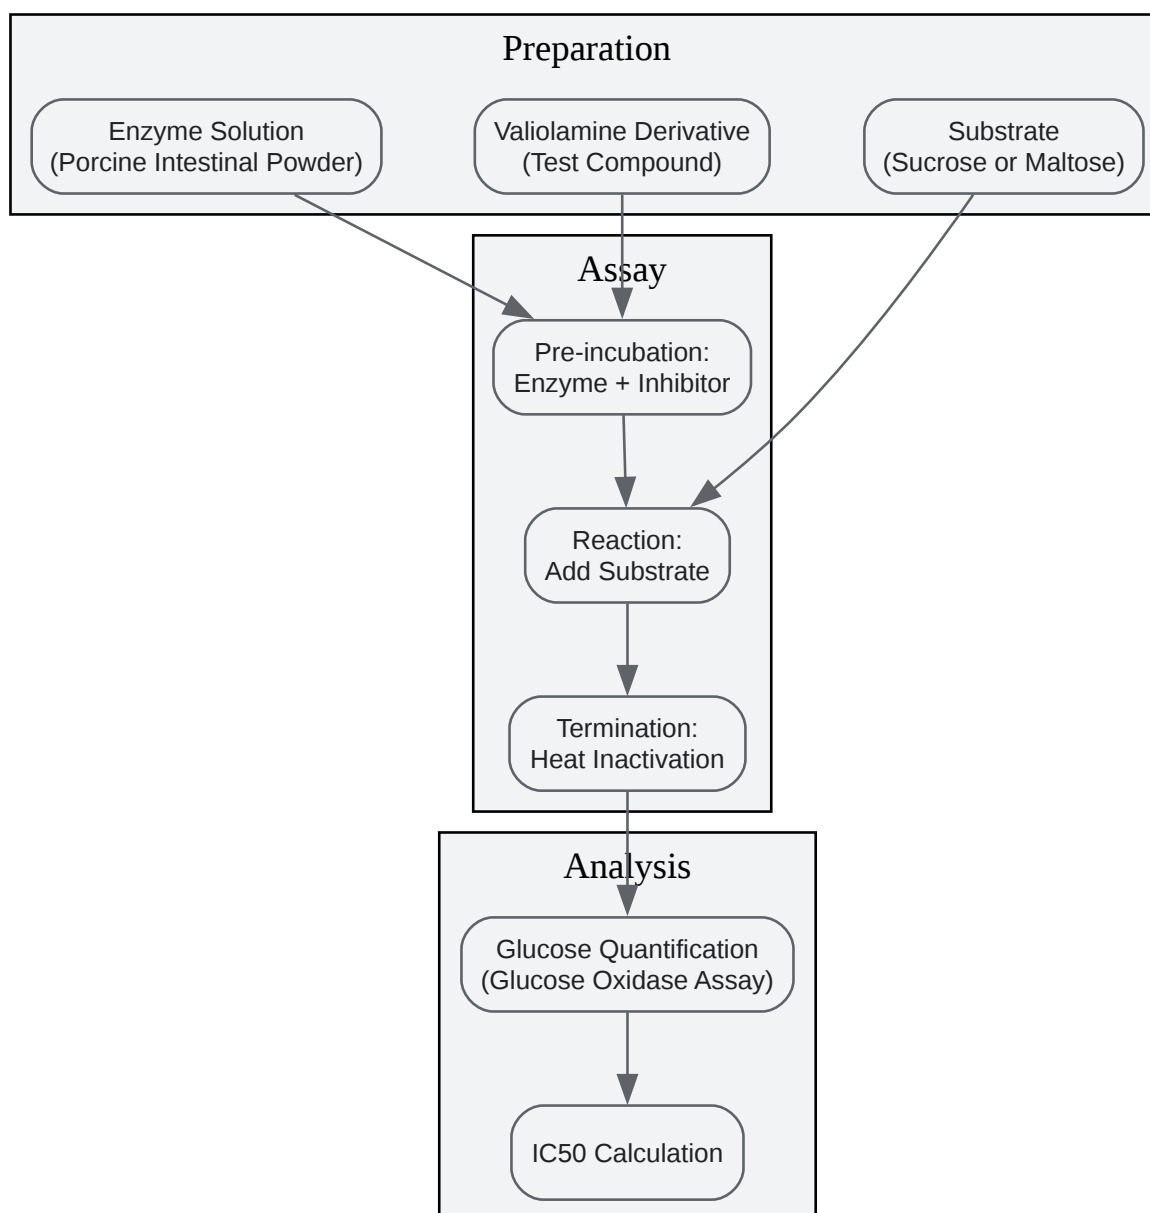 Preparation
Enzyme Solution
(Porcine Intestinal Powder)
Valiolamine Derivative
(Test Compound)
Substrate
(Sucrose or Maltose)
Assay
Pre-incubation:
Enzyme + Inhibitor
Reaction:
Add Substrate
Termination:
Heat Inactivation
Analysis
Glucose Quantification
(Glucose Oxidase Assay)
IC50 Calculation